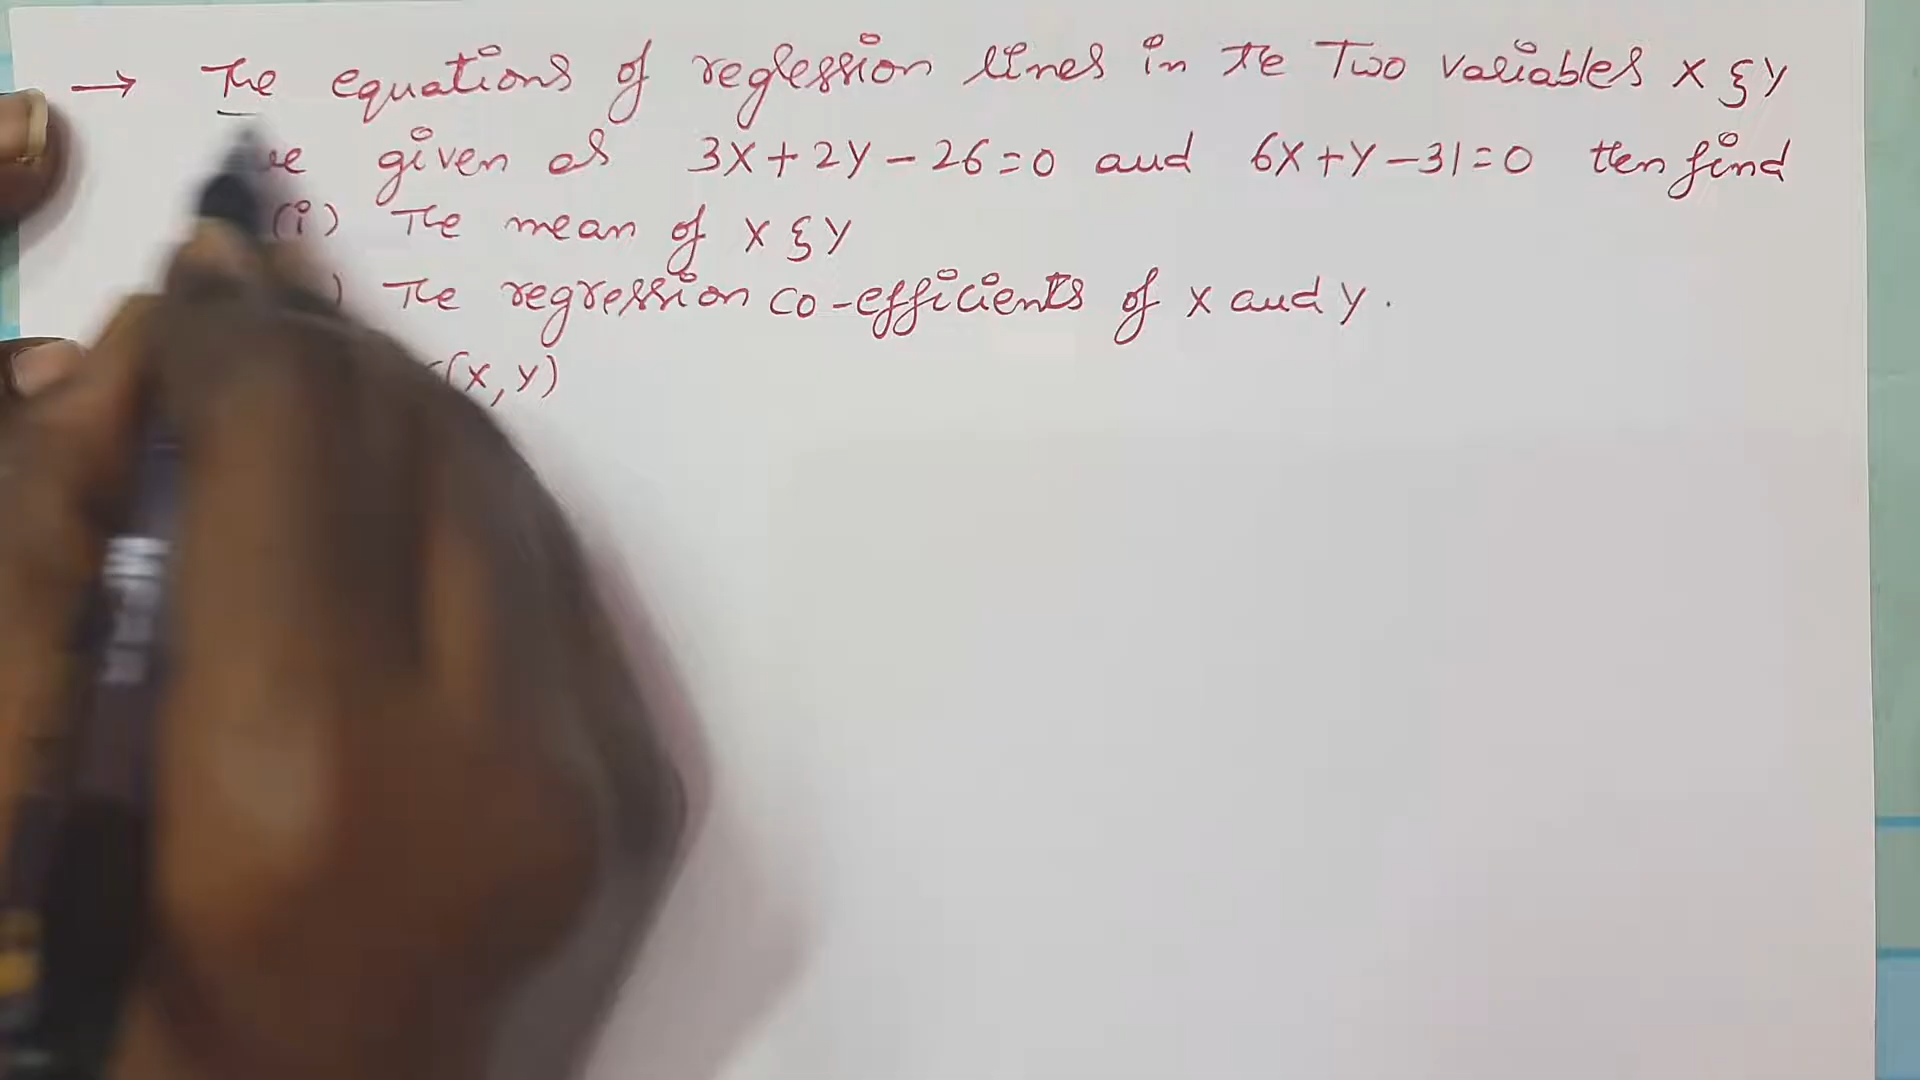 → The equations of reglession lines in the Two valiables X & Y
given as 3X + 2Y - 26 = 0 and 6X + Y - 31 = 0 then find
(i) The mean of X & Y
) The regression co-efficients of X and Y.
(X, Y)